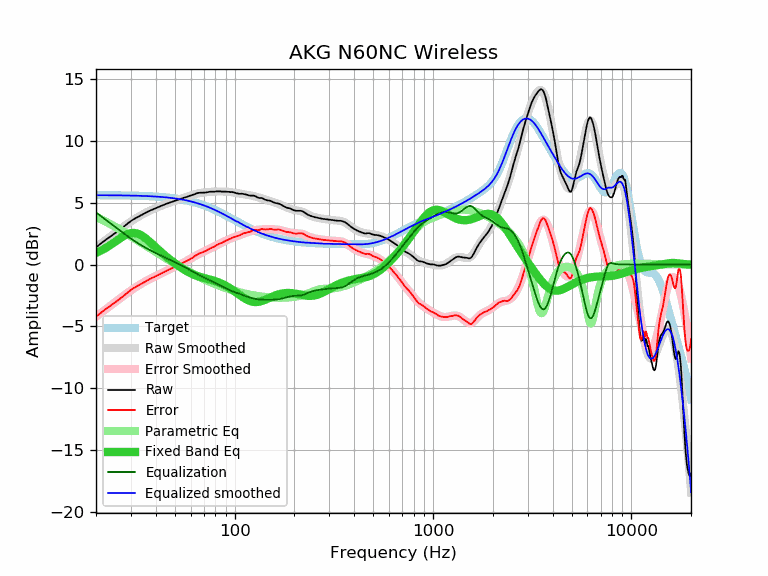 AKG N60NC Wireless
Amplitude (dBr)
15
10
5
0
−5
−10
−15
−20
Target
Raw Smoothed
Error Smoothed
Raw
Error
Parametric Eq
Fixed Band Eq
Equalization
Equalized smoothed
100
1000
10000
Frequency (Hz)